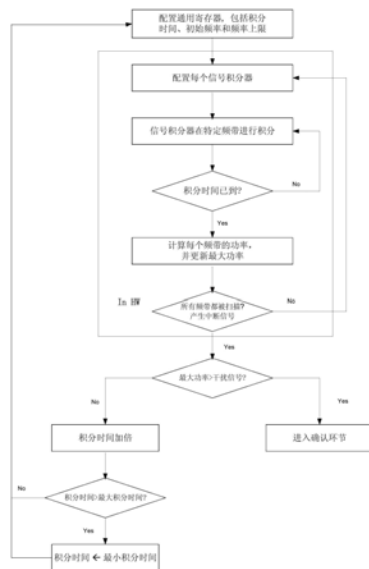 配置通用寄存器，包括积分
时间、初始频率和频率上限
配置每个信号积分器
信号积分器在特定频带进行积分
积分时间已到?
No
Yes
计算每个频带的功率，
并更新最大功率
In HW
所有频带都被扫描?
产生中断信号
No
Yes
最大功率>干扰信号?
No
Yes
积分时间加倍
进入确认环节
积分时间>最大积分时间?
No
Yes
积分时间 ← 最小积分时间